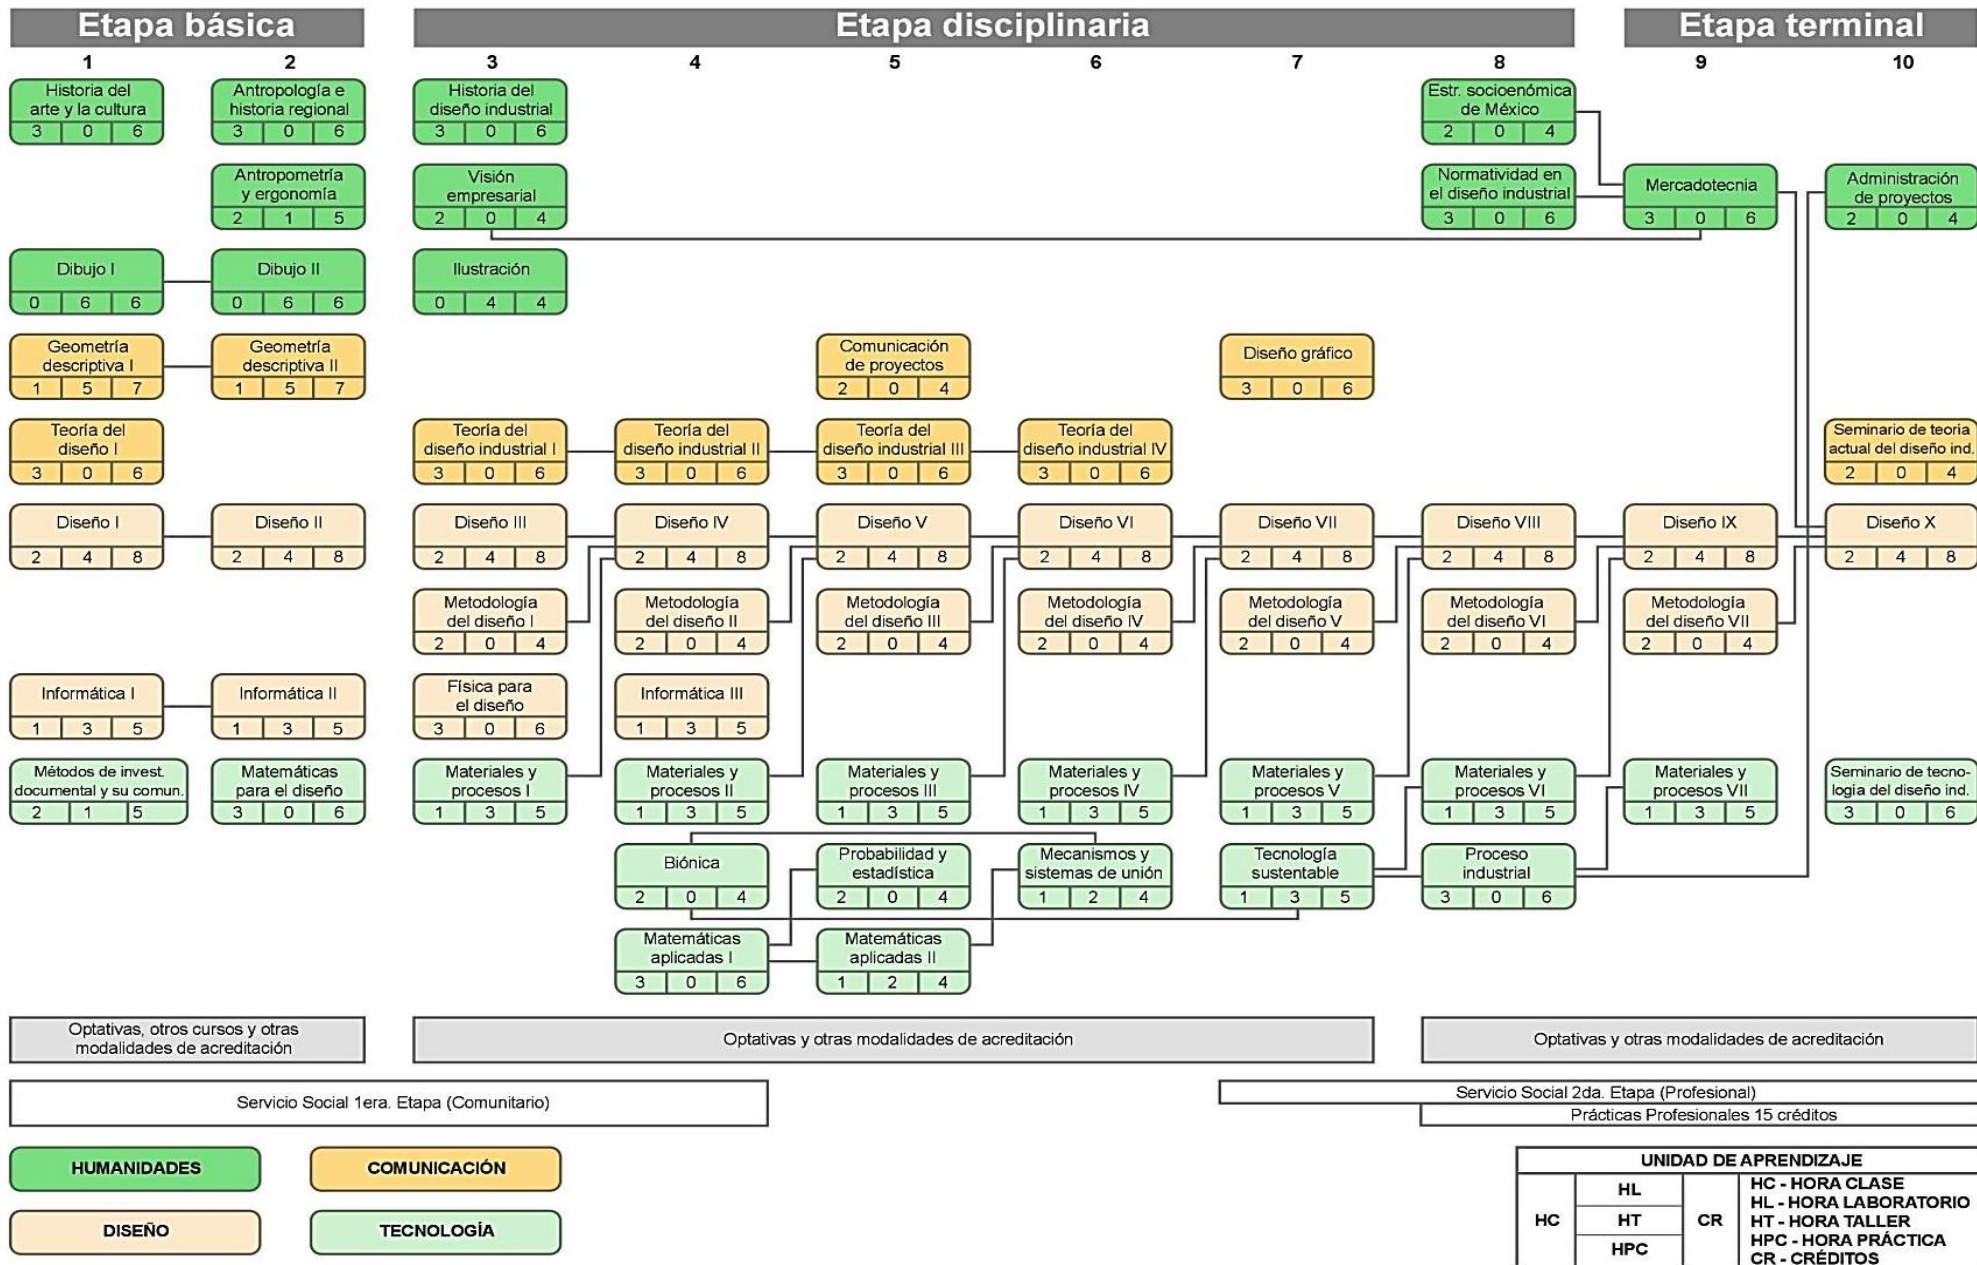 Etapa básica
Etapa disciplinaria
Etapa terminal
1 2 3 4 5 6 7 8 9 10
Historia del
arte y la cultura
3 0 6
Antropología e
historia regional
3 0 6
Historia del
diseño industrial
3 0 6
Estr. socioenómica
de México
2 0 4
Antropometría
y ergonomía
2 1 5
Visión
empresarial
2 0 4
Normatividad en
el diseño industrial
3 0 6
Mercadotecnia
3 0 6
Administración
de proyectos
2 0 4
Dibujo I
0 6 6
Dibujo II
0 6 6
Ilustración
0 4 4
Geometría
descriptiva I
1 5 7
Geometría
descriptiva II
1 5 7
Comunicación
de proyectos
2 0 4
Diseño gráfico
3 0 6
Teoría del
diseño I
3 0 6
Teoría del
diseño industrial I
3 0 6
Teoría del
diseño industrial II
3 0 6
Teoría del
diseño industrial III
3 0 6
Teoría del
diseño industrial IV
3 0 6
Seminario de teoria
actual del diseño ind.
2 0 4
Diseño I
2 4 8
Diseño II
2 4 8
Diseño III
2 4 8
Diseño IV
2 4 8
Diseño V
2 4 8
Diseño VI
2 4 8
Diseño VII
2 4 8
Diseño VIII
2 4 8
Diseño IX
2 4 8
Diseño X
2 4 8
Metodología
del diseño I
2 0 4
Metodología
del diseño II
2 0 4
Metodología
del diseño III
2 0 4
Metodología
del diseño IV
2 0 4
Metodología
del diseño V
2 0 4
Metodología
del diseño VI
2 0 4
Metodología
del diseño VII
2 0 4
Informática I
1 3 5
Informática II
1 3 5
Física para
el diseño
3 0 6
Informática III
1 3 5
Métodos de invest.
documental y su comun.
2 1 5
Matemáticas
para el diseño
3 0 6
Materiales y
procesos I
1 3 5
Materiales y
procesos II
1 3 5
Materiales y
procesos III
1 3 5
Materiales y
procesos IV
1 3 5
Materiales y
procesos V
1 3 5
Materiales y
procesos VI
1 3 5
Materiales y
procesos VII
1 3 5
Seminario de tecno-
logía del diseño ind.
3 0 6
Biónica
2 0 4
Probabilidad y
estadística
2 0 4
Mecanismos y
sistemas de unión
1 2 4
Tecnología
sustentable
1 3 5
Proceso
industrial
3 0 6
Matemáticas
aplicadas I
3 0 6
Matemáticas
aplicadas II
1 2 4
Optativas, otros cursos y otras
modalidades de acreditación
Optativas y otras modalidades de acreditación
Optativas y otras modalidades de acreditación
Servicio Social 1era. Etapa (Comunitario)
Servicio Social 2da. Etapa (Profesional)
Prácticas Profesionales 15 créditos
HUMANIDADES
COMUNICACIÓN
DISEÑO
TECNOLOGÍA
UNIDAD DE APRENDIZAJE
HC
HL
HT
HPC
CR
HC - HORA CLASE
HL - HORA LABORATORIO
HT - HORA TALLER
HPC - HORA PRÁCTICA
CR - CRÉDITOS